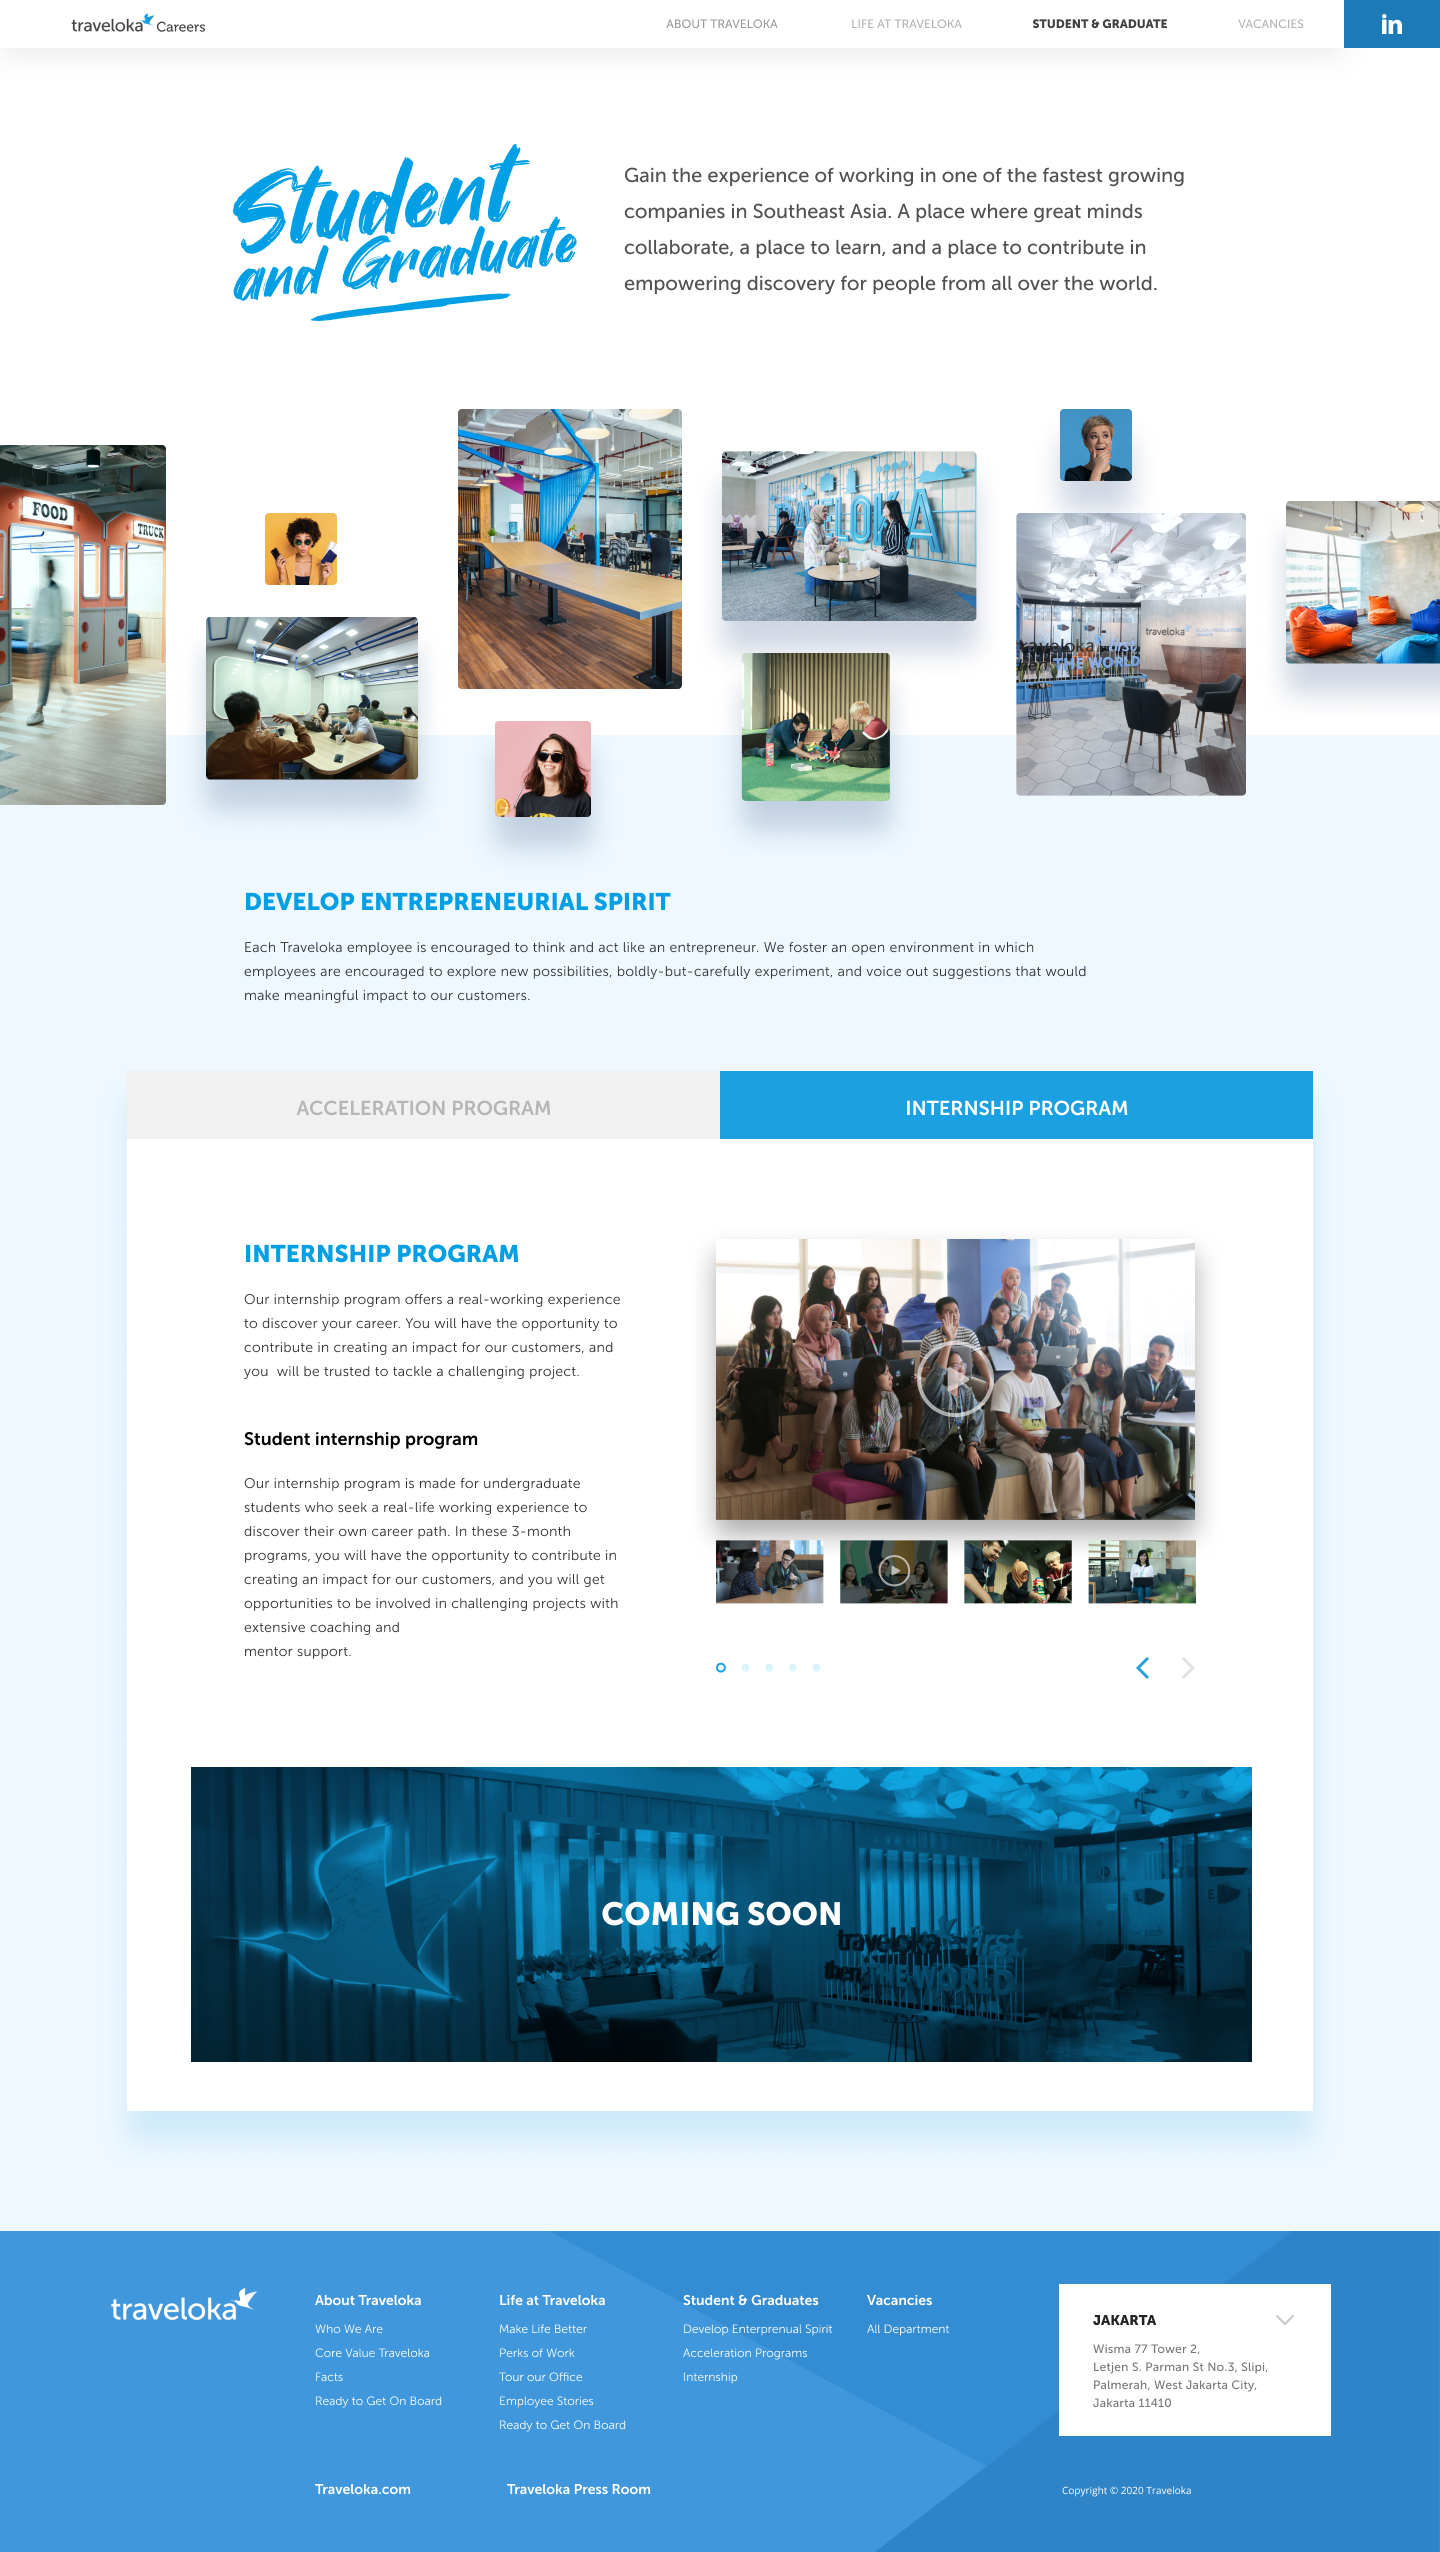 traveloka Careers
ABOUT TRAVELOKA
LIFE AT TRAVELOKA
STUDENT & GRADUATE
VACANCIES
in
Student
and Graduate
Gain the experience of working in one of the fastest growing
companies in Southeast Asia. A place where great minds
collaborate, a place to learn, and a place to contribute in
empowering discovery for people from all over the world.
FOOD
TRUCK
TRAVELOKA
traveloka
traveloka first,
then THE WORLD
DEVELOP ENTREPRENEURIAL SPIRIT
Each Traveloka employee is encouraged to think and act like an entrepreneur. We foster an open environment in which
employees are encouraged to explore new possibilities, boldly-but-carefully experiment, and voice out suggestions that would
make meaningful impact to our customers.
ACCELERATION PROGRAM
INTERNSHIP PROGRAM
INTERNSHIP PROGRAM
Our internship program offers a real-working experience
to discover your career. You will have the opportunity to
contribute in creating an impact for our customers, and
you  will be trusted to tackle a challenging project.
Student internship program
Our internship program is made for undergraduate
students who seek a real-life working experience to
discover their own career path. In these 3-month
programs, you will have the opportunity to contribute in
creating an impact for our customers, and you will get
opportunities to be involved in challenging projects with
extensive coaching and
mentor support.
COMING SOON
traveloka first,
then THE WORLD
traveloka
About Traveloka
Who We Are
Core Value Traveloka
Facts
Ready to Get On Board
Life at Traveloka
Make Life Better
Perks of Work
Tour our Office
Employee Stories
Ready to Get On Board
Student & Graduates
Develop Enterprenual Spirit
Acceleration Programs
Internship
Vacancies
All Department
JAKARTA
Wisma 77 Tower 2,
Letjen S. Parman St No.3, Slipi,
Palmerah, West Jakarta City,
Jakarta 11410
Traveloka.com
Traveloka Press Room
Copyright © 2020 Traveloka